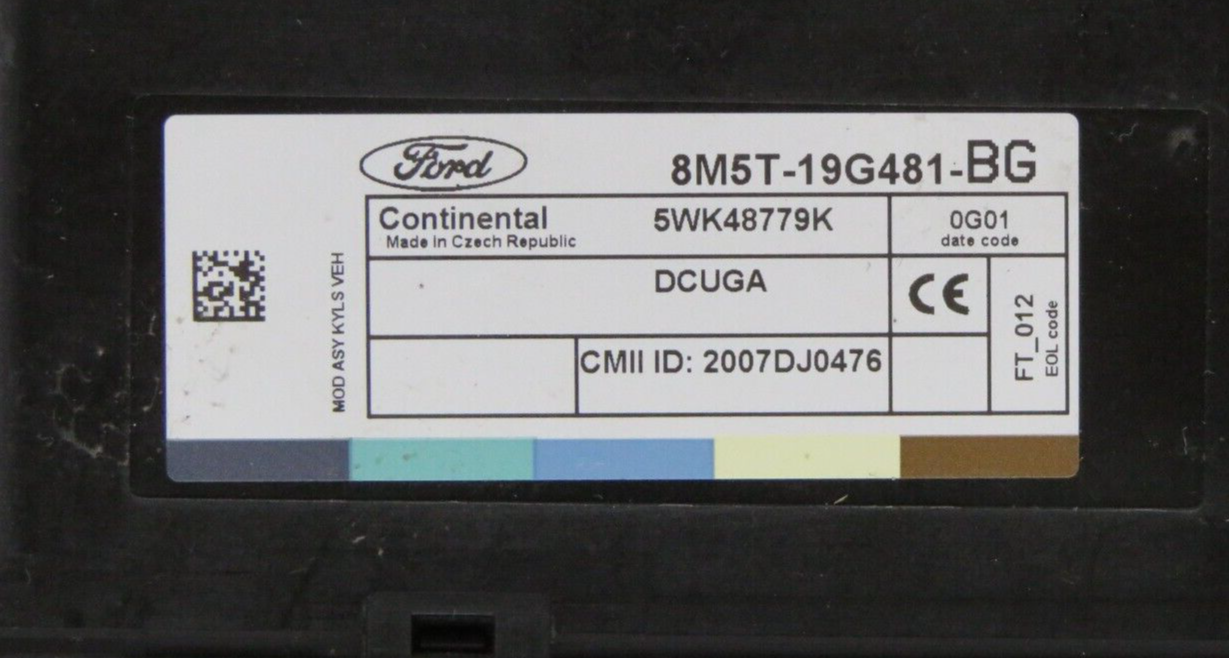 Ford
8M5T-19G481-BG
Continental
5WK48779K
0G01
Made In Czech Republic
date code
MOD ASY KYLS VEH
DCUGA
CE
FT_012
EOL code
CMII ID: 2007DJ0476